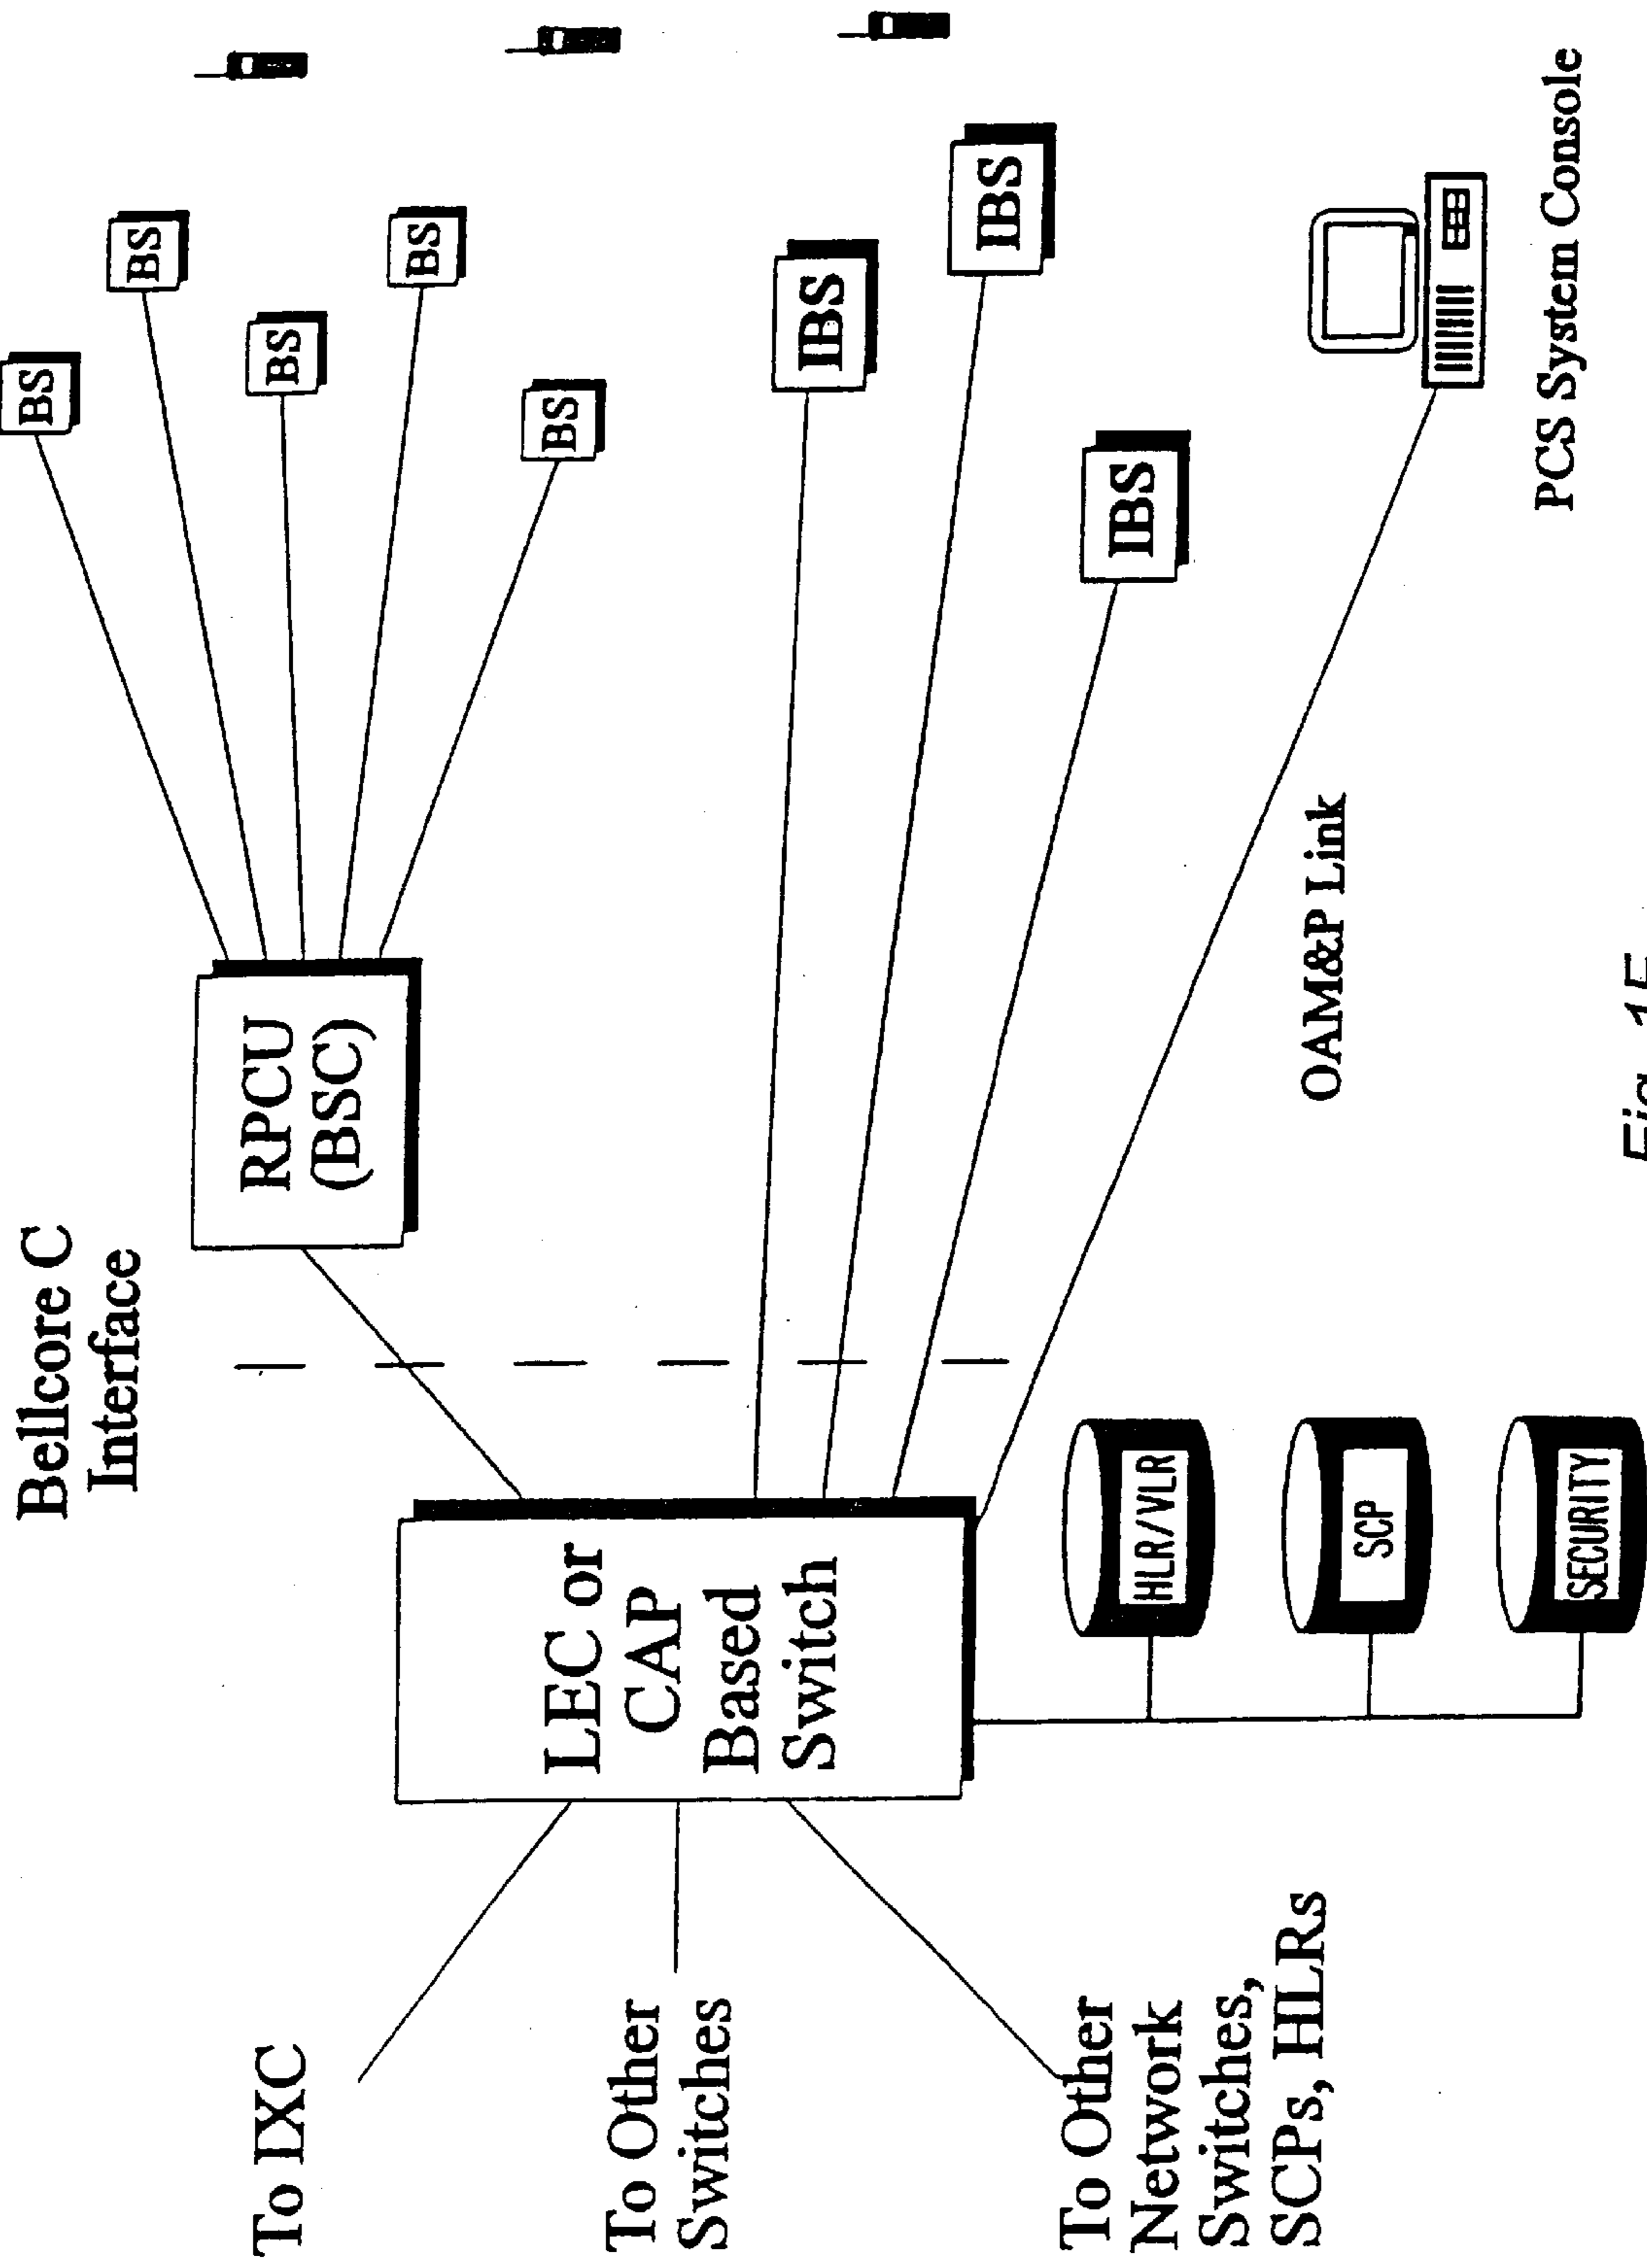 Bellcore C
Interface
RPCU
(BSC)
BS
BS
BS
BS
BS
To IXC
LEC or
CAP
Based
Switch
To Other
Switches
IBS
IBS
IBS
To Other
Network
Switches,
SCPs, HLRs
HLR/VLR
SCP
SECURITY
OAM&P Link
PCS System Console